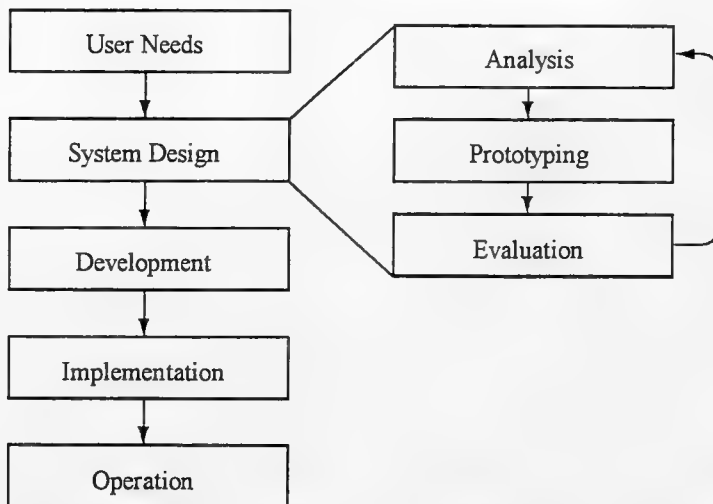 User Needs
System Design
Development
Implementation
Operation
Analysis
Prototyping
Evaluation